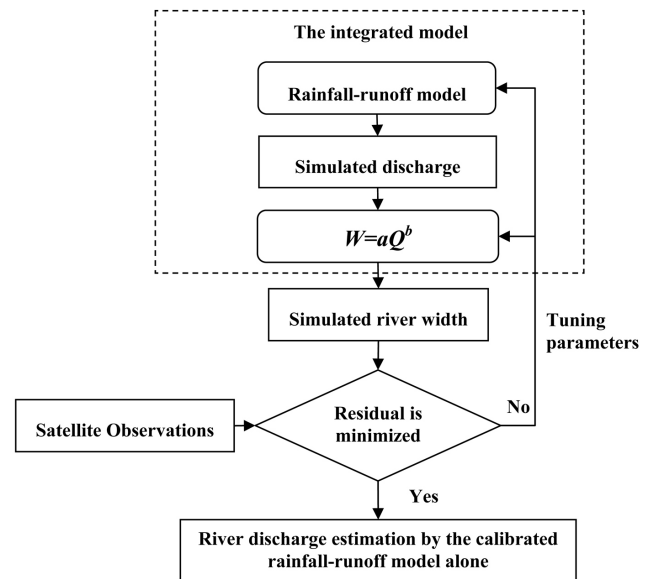 The integrated model
Rainfall-runoff model
Simulated discharge
W=aQ^b
Simulated river width
Tuning
parameters
Residual is
minimized
No
Satellite Observations
Yes
River discharge estimation by the calibrated
rainfall-runoff model alone